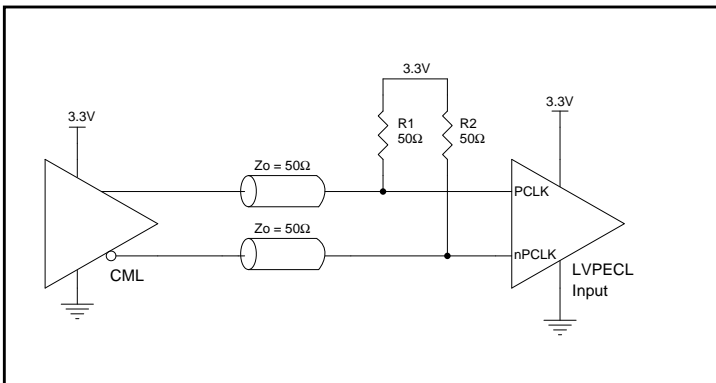 3.3V
3.3V
3.3V
R1
50Ω
R2
50Ω
Zo = 50Ω
PCLK
Zo = 50Ω
nPCLK
CML
LVPECL
Input